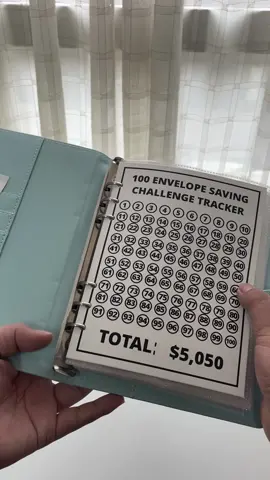 100 ENVELOPE SAVING
CHALLENGE TRACKER
1 2 3 4 5 6 7 8 9 10
11 12 13 14 15 16 17 18 19 20
21 22 23 24 25 26 27 28 29 30
31 32 33 34 35 36 37 38 39 40
41 42 43 44 45 46 47 48 49 50
51 52 53 54 55 56 57 58 59 60
61 62 63 64 65 66 67 68 69 70
71 72 73 74 75 76 77 78 79 80
81 82 83 84 85 86 87 88 89 90
91 92 93 94 95 96 97 98 99 100
TOTAL: $5,050